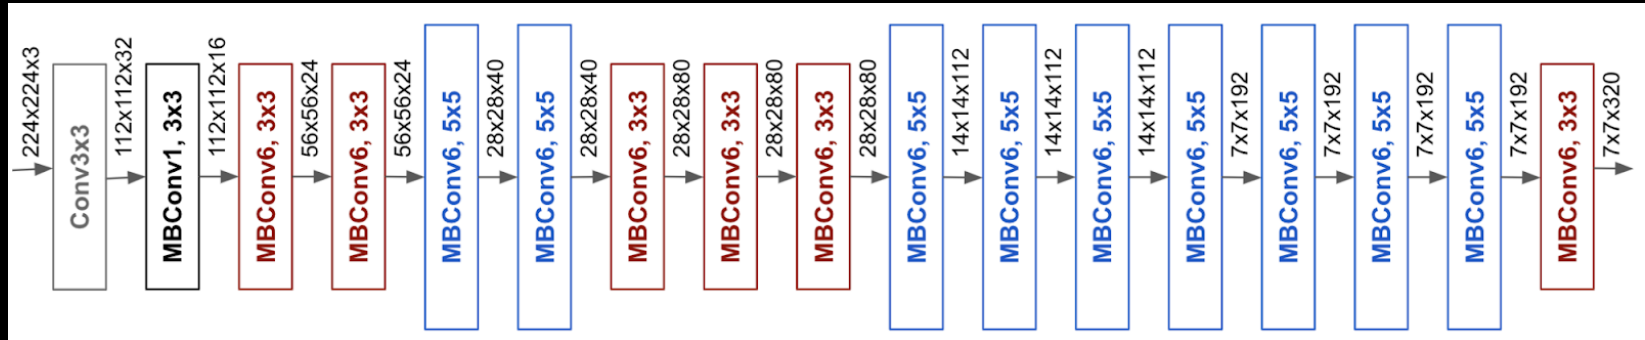 224x224x3
Conv3x3
112x112x32
MBConv1, 3x3
112x112x16
MBConv6, 3x3
56x56x24
MBConv6, 3x3
56x56x24
MBConv6, 5x5
28x28x40
MBConv6, 5x5
28x28x40
MBConv6, 3x3
28x28x80
MBConv6, 3x3
28x28x80
MBConv6, 3x3
28x28x80
MBConv6, 5x5
14x14x112
MBConv6, 5x5
14x14x112
MBConv6, 5x5
14x14x112
MBConv6, 5x5
7x7x192
MBConv6, 5x5
7x7x192
MBConv6, 5x5
7x7x192
MBConv6, 5x5
7x7x192
MBConv6, 3x3
7x7x320